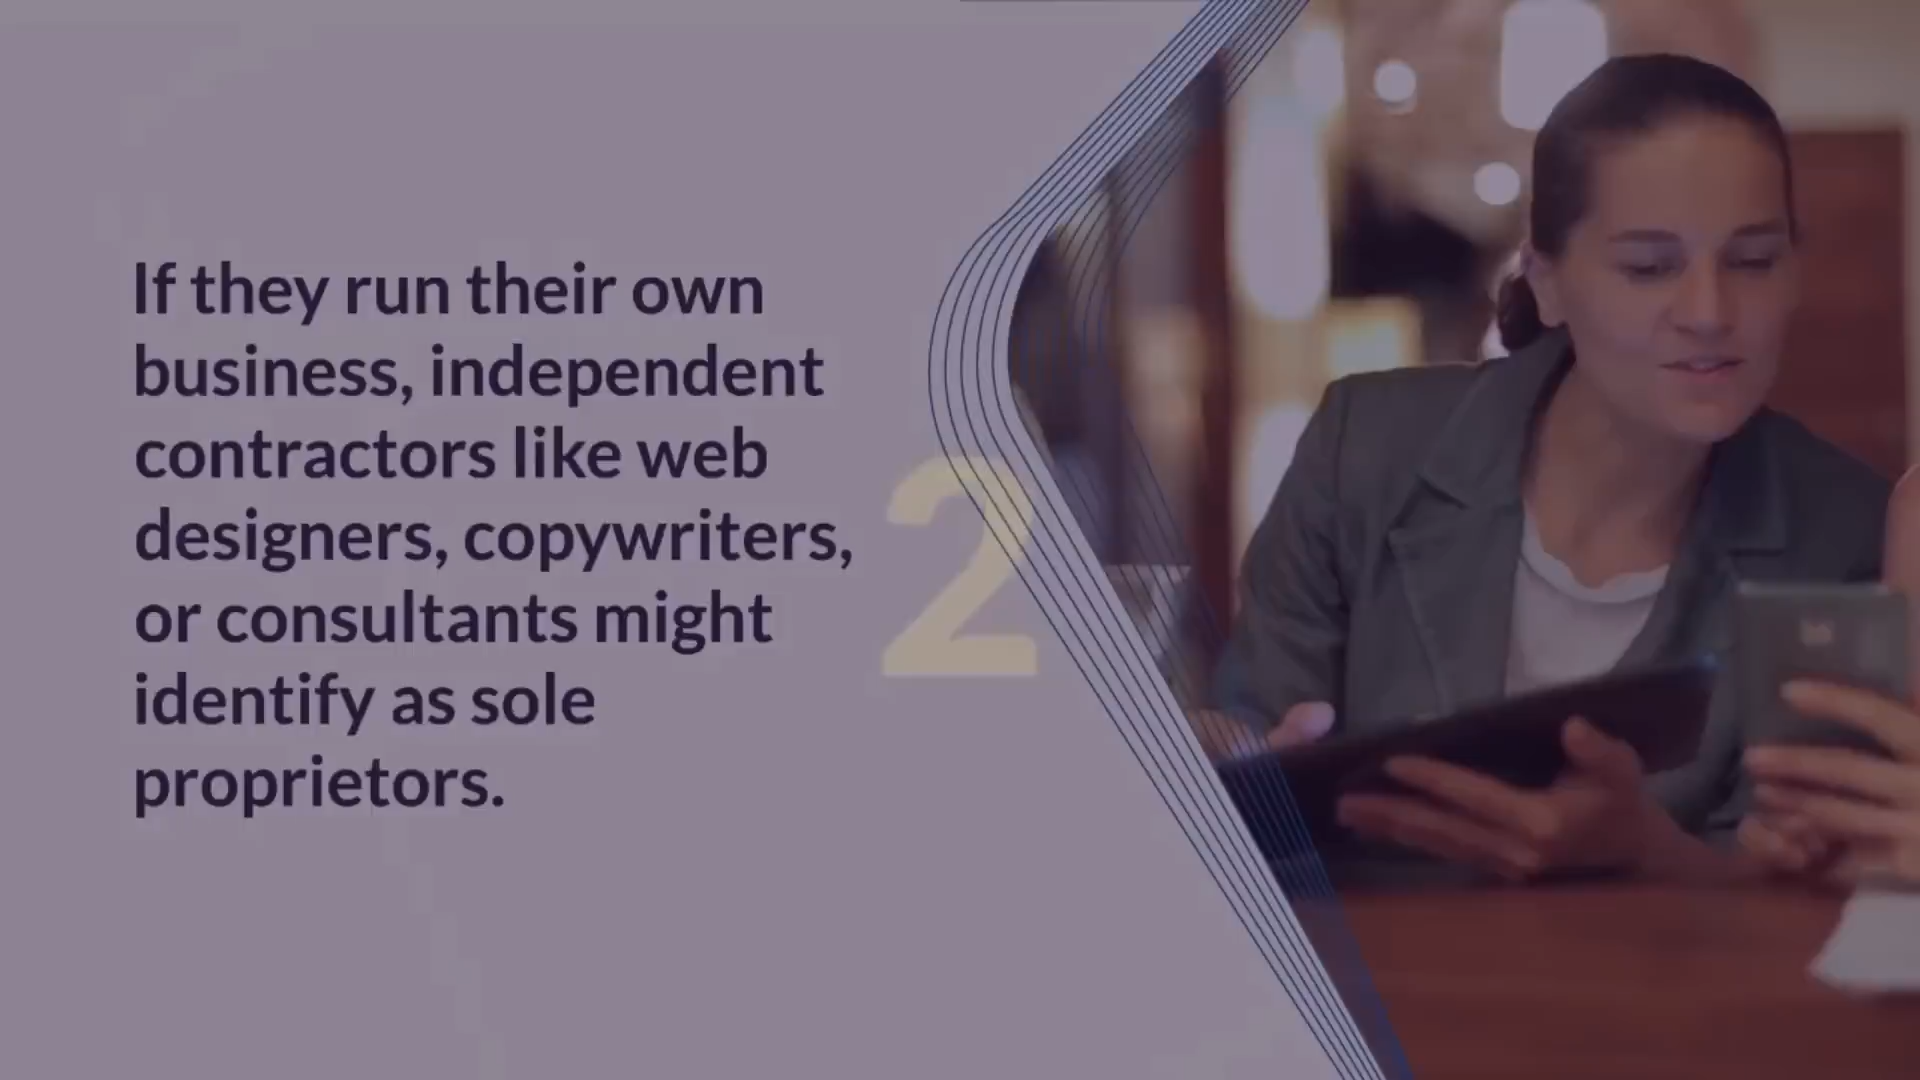 If they run their own
business, independent
contractors like web
designers, copywriters,
or consultants might
identify as sole
proprietors.
2